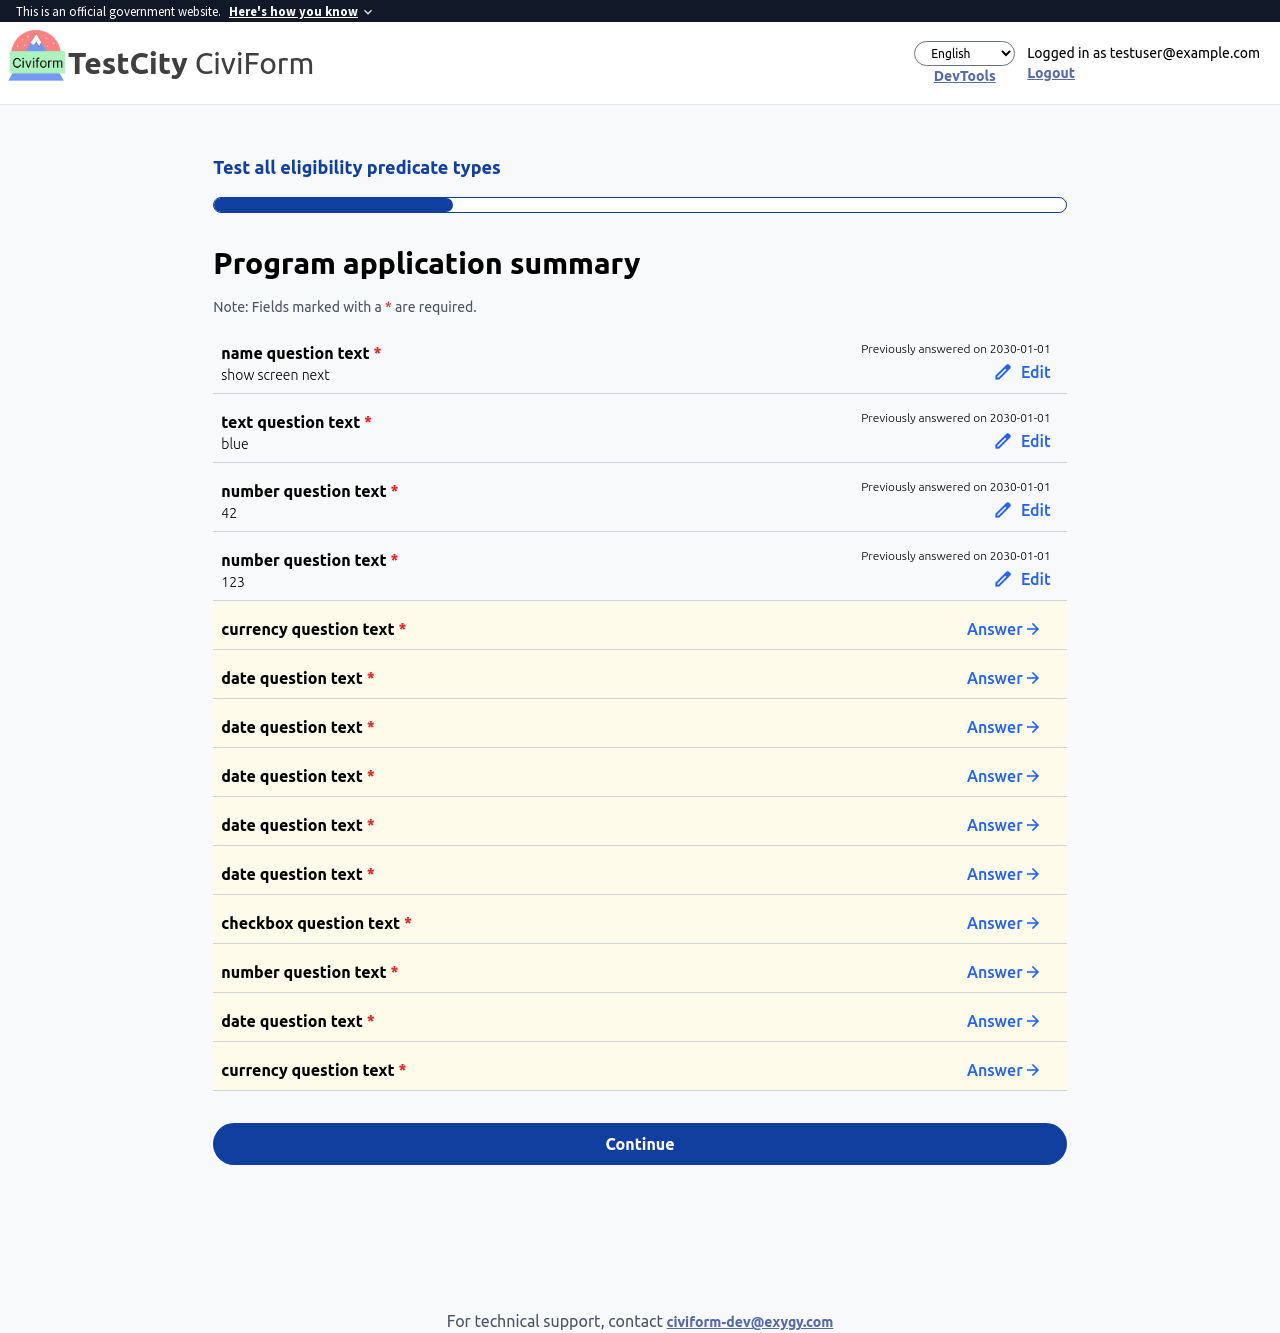 This is an official government website. Here's how you know
Civiform
TestCity CiviForm
English
DevTools
Logged in as testuser@example.com
Logout
Test all eligibility predicate types
Program application summary
Note: Fields marked with a * are required.
name question text *
show screen next
Previously answered on 2030-01-01
Edit
text question text *
blue
Previously answered on 2030-01-01
Edit
number question text *
42
Previously answered on 2030-01-01
Edit
number question text *
123
Previously answered on 2030-01-01
Edit
currency question text * Answer
date question text * Answer
date question text * Answer
date question text * Answer
date question text * Answer
date question text * Answer
checkbox question text * Answer
number question text * Answer
date question text * Answer
currency question text * Answer
Continue
For technical support, contact civiform-dev@exygy.com